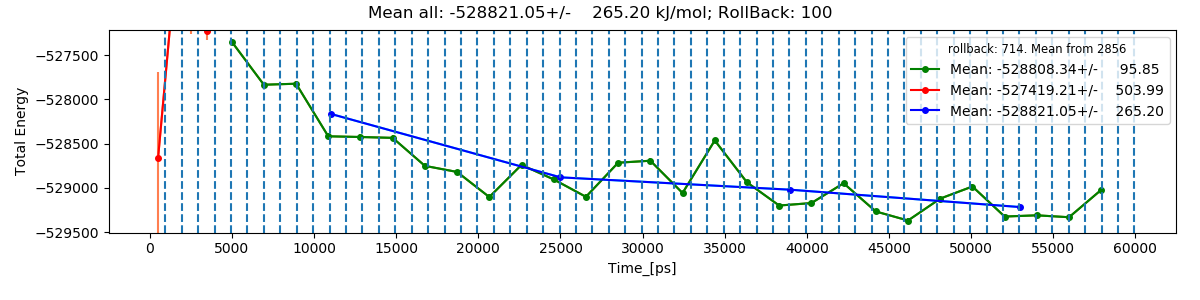 Mean all: -528821.05+/-    265.20 kJ/mol; RollBack: 100
Total Energy
−527500
−528000
−528500
−529000
−529500
rollback: 714. Mean from 2856
Mean: -528808.34+/-     95.85
Mean: -527419.21+/-    503.99
Mean: -528821.05+/-    265.20
0 5000 10000 15000 20000 25000 30000 35000 40000 45000 50000 55000 60000
Time_[ps]